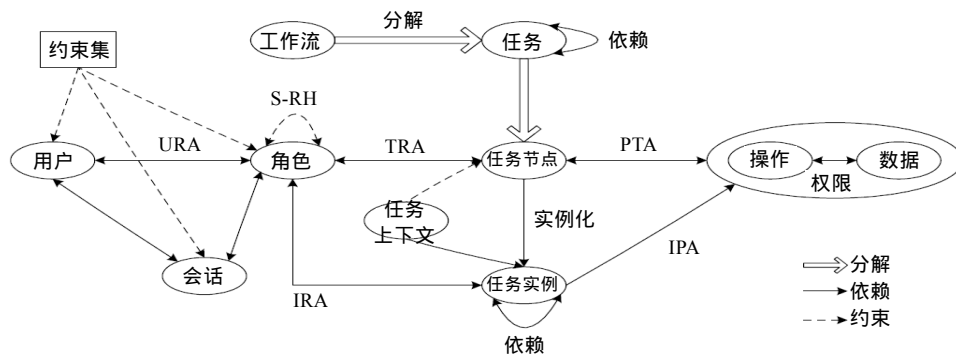 分解
工作流
任务
依赖
约束集
S-RH
用户
URA
角色
TRA
任务节点
PTA
操作
数据
权限
任务
上下文
实例化
IPA
会话
IRA
任务实例
依赖
分解
依赖
约束